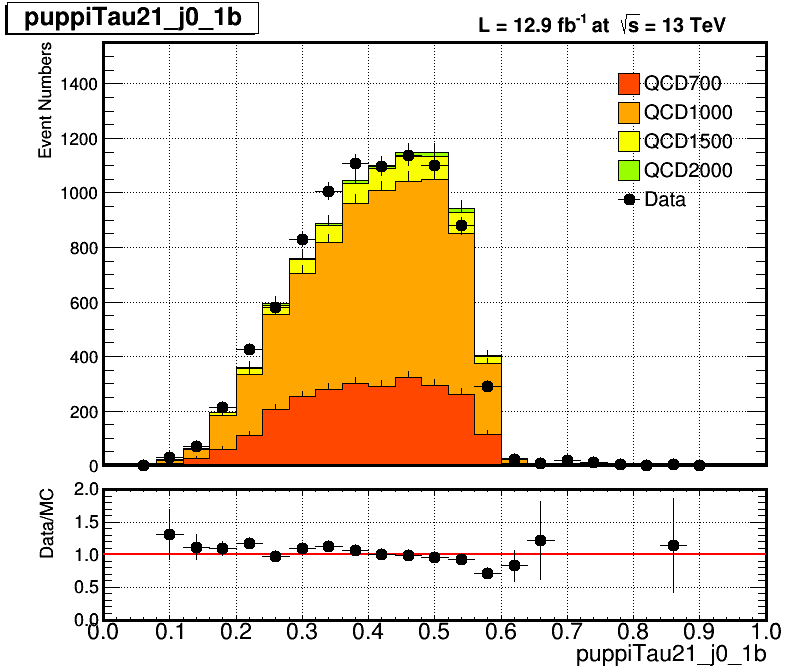 puppiTau21_j0_1b
L = 12.9 fb⁻¹ at √s = 13 TeV
Event Numbers
1400
1200
1000
800
600
400
200
0
QCD700
QCD1000
QCD1500
QCD2000
Data
Data/MC
2.0
1.5
1.0
0.5
0.0
0.0 0.1 0.2 0.3 0.4 0.5 0.6 0.7 0.8 0.9 1.0
puppiTau21_j0_1b